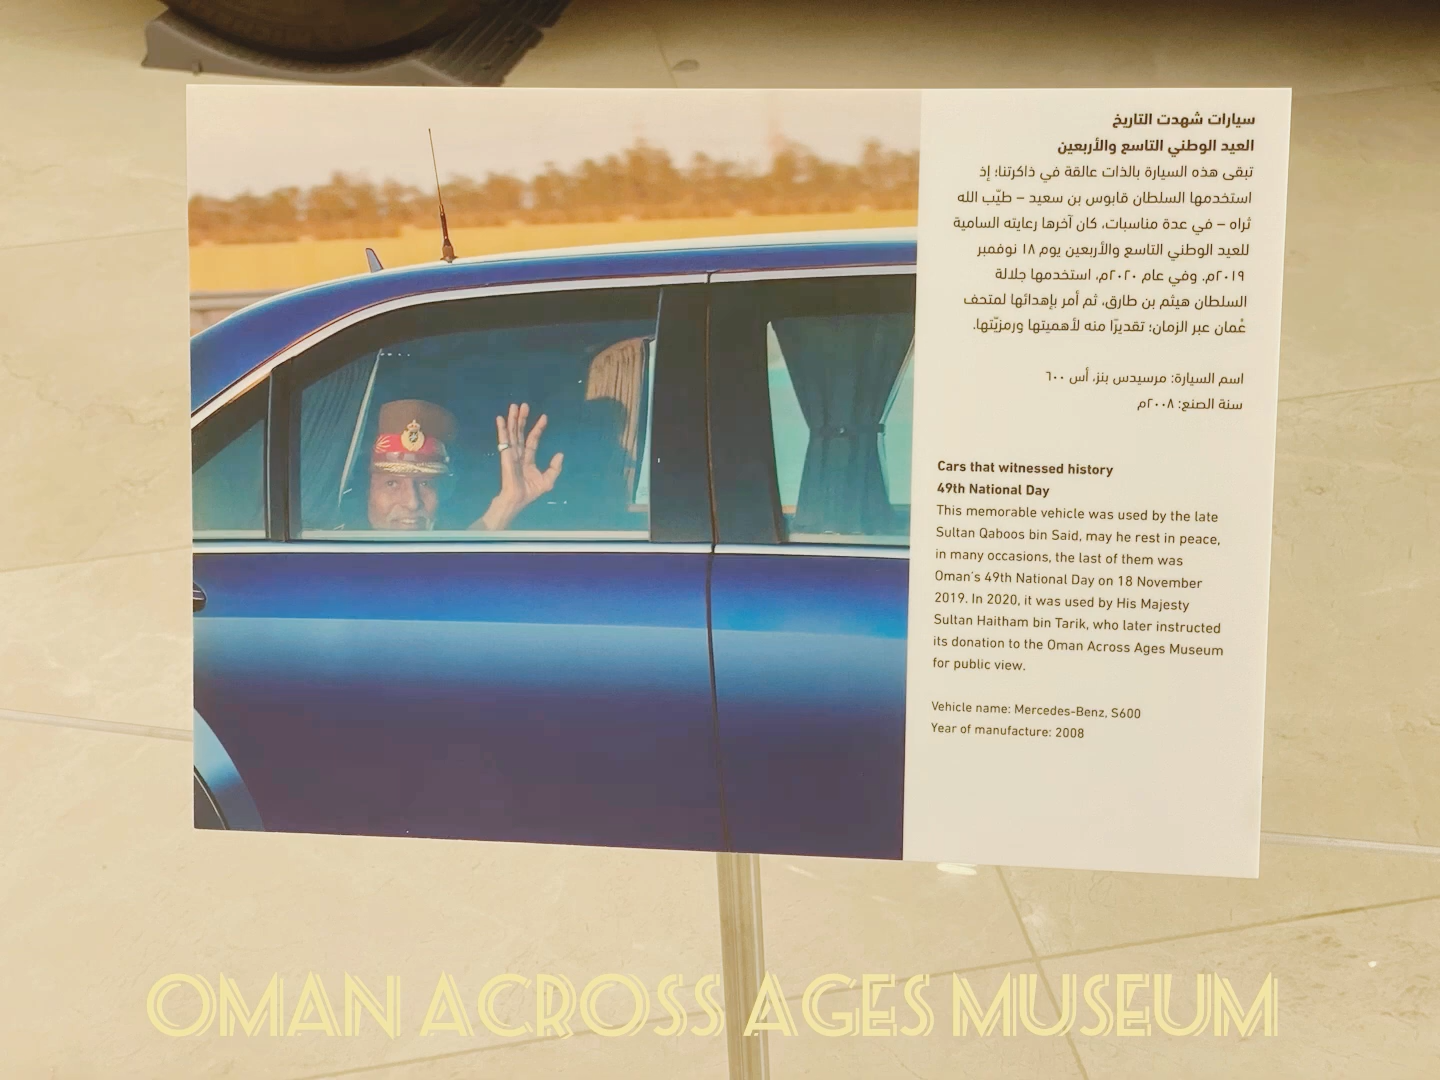 سيارات شهدت التاريخ
العيد الوطني التاسع والأربعين
تبقى هذه السيارة بالذات عالقة في ذاكرتنا؛ إذ
استخدمها السلطان قابوس بن سعيد – طيّب الله
ثراه – في عدة مناسبات، كان آخرها رعايته السامية
للعيد الوطني التاسع والأربعين يوم ١٨ نوفمبر
٢٠١٩م. وفي عام ٢٠٢٠م، استخدمها جلالة
السلطان هيثم بن طارق، ثم أمر بإهدائها لمتحف
عُمان عبر الزمان؛ تقديرًا منه لأهميتها ورمزيّتها.
اسم السيارة: مرسيدس بنز، أس ٦٠٠
سنة الصنع: ٢٠٠٨م
Cars that witnessed history
49th National Day
This memorable vehicle was used by the late
Sultan Qaboos bin Said, may he rest in peace,
in many occasions, the last of them was
Oman's 49th National Day on 18 November
2019. In 2020, it was used by His Majesty
Sultan Haitham bin Tarik, who later instructed
its donation to the Oman Across Ages Museum
for public view.
Vehicle name: Mercedes-Benz, S600
Year of manufacture: 2008
OMAN ACROSS AGES MUSEUM